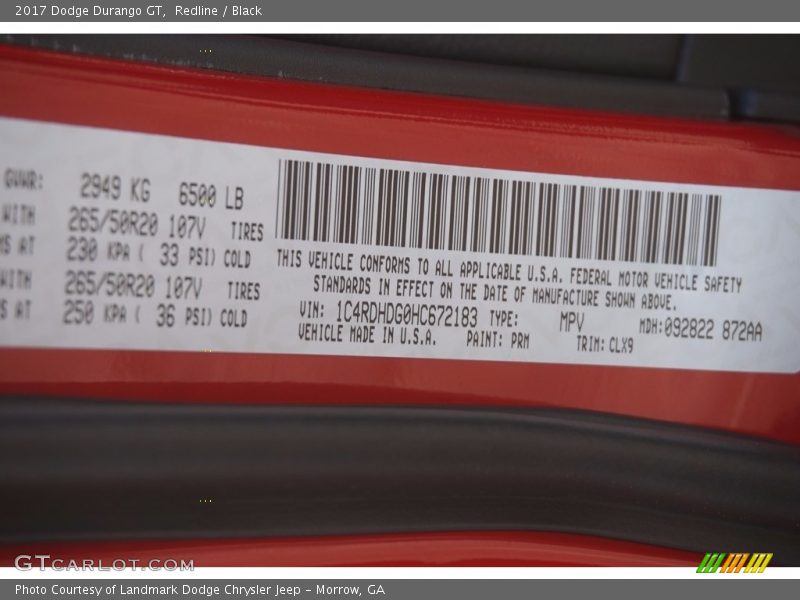 2017 Dodge Durango GT, Redline / Black
GVWR: 2949 KG 6500 LB
WITH 265/50R20 107V TIRES
AT 230 KPA ( 33 PSI) COLD
WITH 265/50R20 107V TIRES
AT 250 KPA ( 36 PSI) COLD
THIS VEHICLE CONFORMS TO ALL APPLICABLE U.S.A. FEDERAL MOTOR VEHICLE SAFETY
STANDARDS IN EFFECT ON THE DATE OF MANUFACTURE SHOWN ABOVE.
VIN: 1C4RDHDG0HC672183 TYPE: MPV MDH:092822 872AA
VEHICLE MADE IN U.S.A. PAINT: PRM TRIM: CLX9
GTCARLOT.COM
Photo Courtesy of Landmark Dodge Chrysler Jeep – Morrow, GA